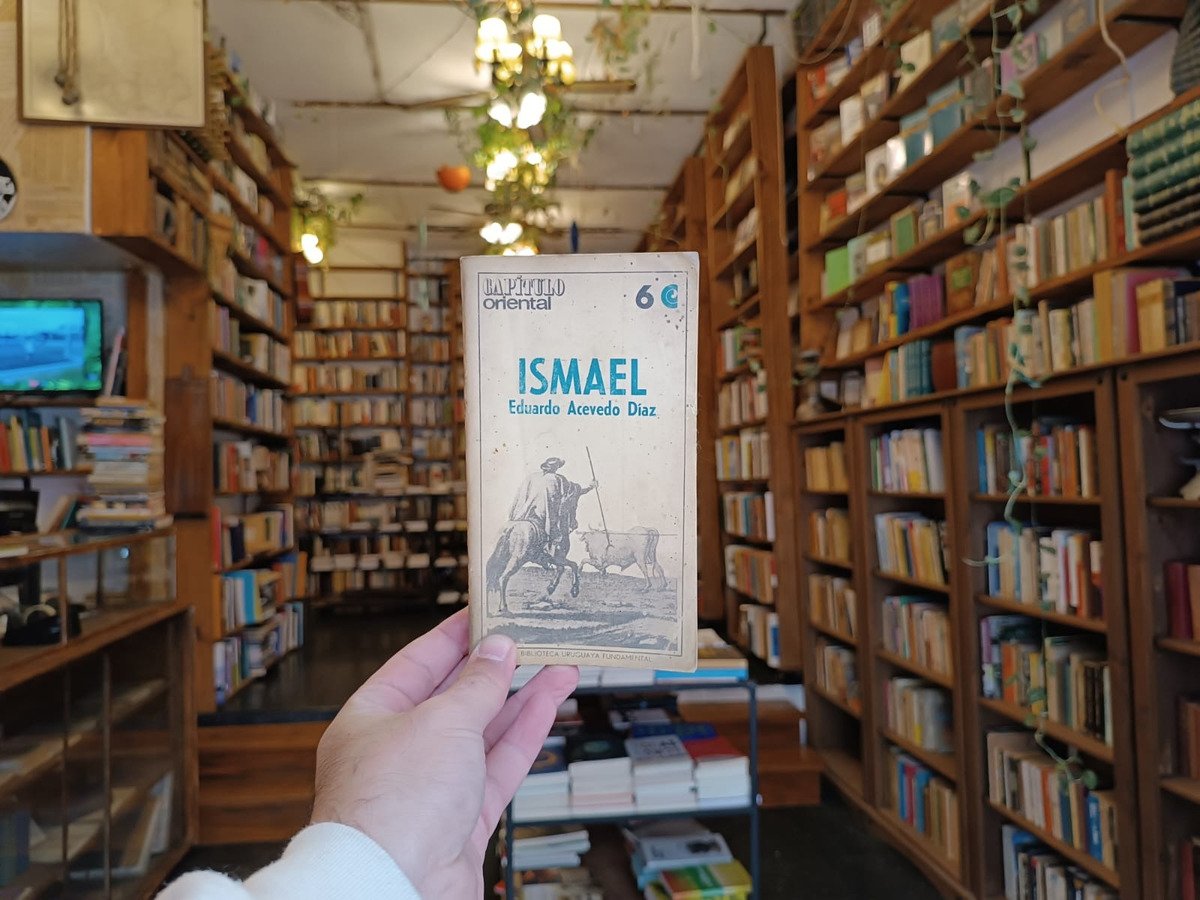 CAPÍTULO
oriental
6
ISMAEL
Eduardo Acevedo Díaz
BIBLIOTECA URUGUAYA FUNDAMENTAL